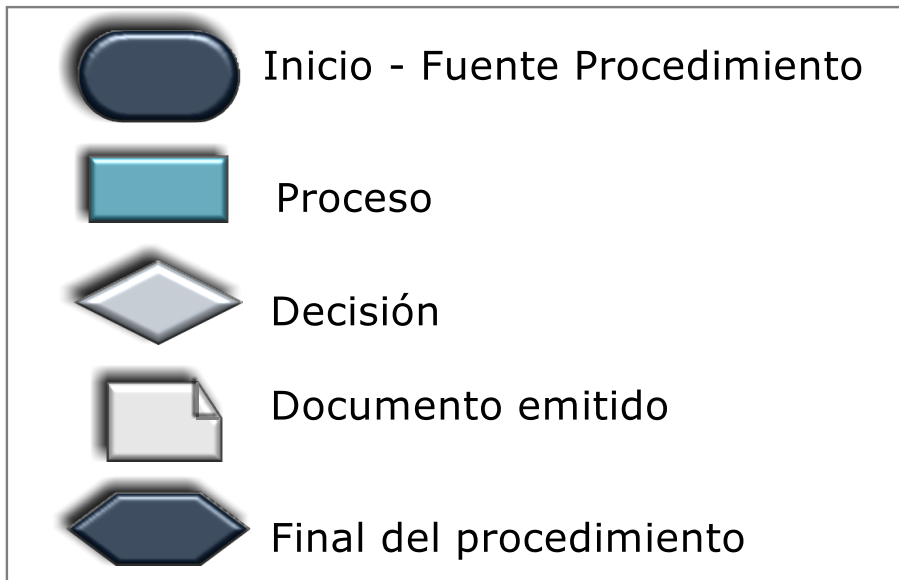 Inicio - Fuente Procedimiento
Proceso
Decisión
Documento emitido
Final del procedimiento